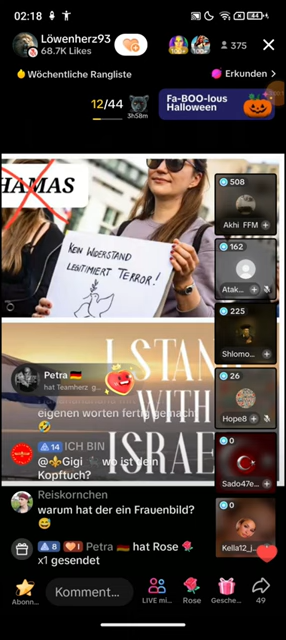 02:18
44
Löwenherz93
68.7K Likes
375
Wöchentliche Rangliste
Erkunden >
12/44
3h58m
Fa-BOO-lous
Halloween
HAMAS
KEIN WIDERSTAND
LEGITIMIERT TERROR!
508
Akhi FFM
162
Atak...
225
Shlomo...
26
Hope8
0
Sado47e...
0
Kella12_j...
I STAN
WITH
ISRAE
Petra 🇩🇪
hat Teamherz g...
eigenen worten fertig gemacht
🤣
14 ICH BIN
@⚜Gigi wo ist dein
Kopftuch?
Reiskornchen
warum hat der ein Frauenbild?
😅
8 1 Petra 🇩🇪 hat Rose 🌹
x1 gesendet
Abonn...
Komment...
LIVE mi...
Rose
Gesche...
49